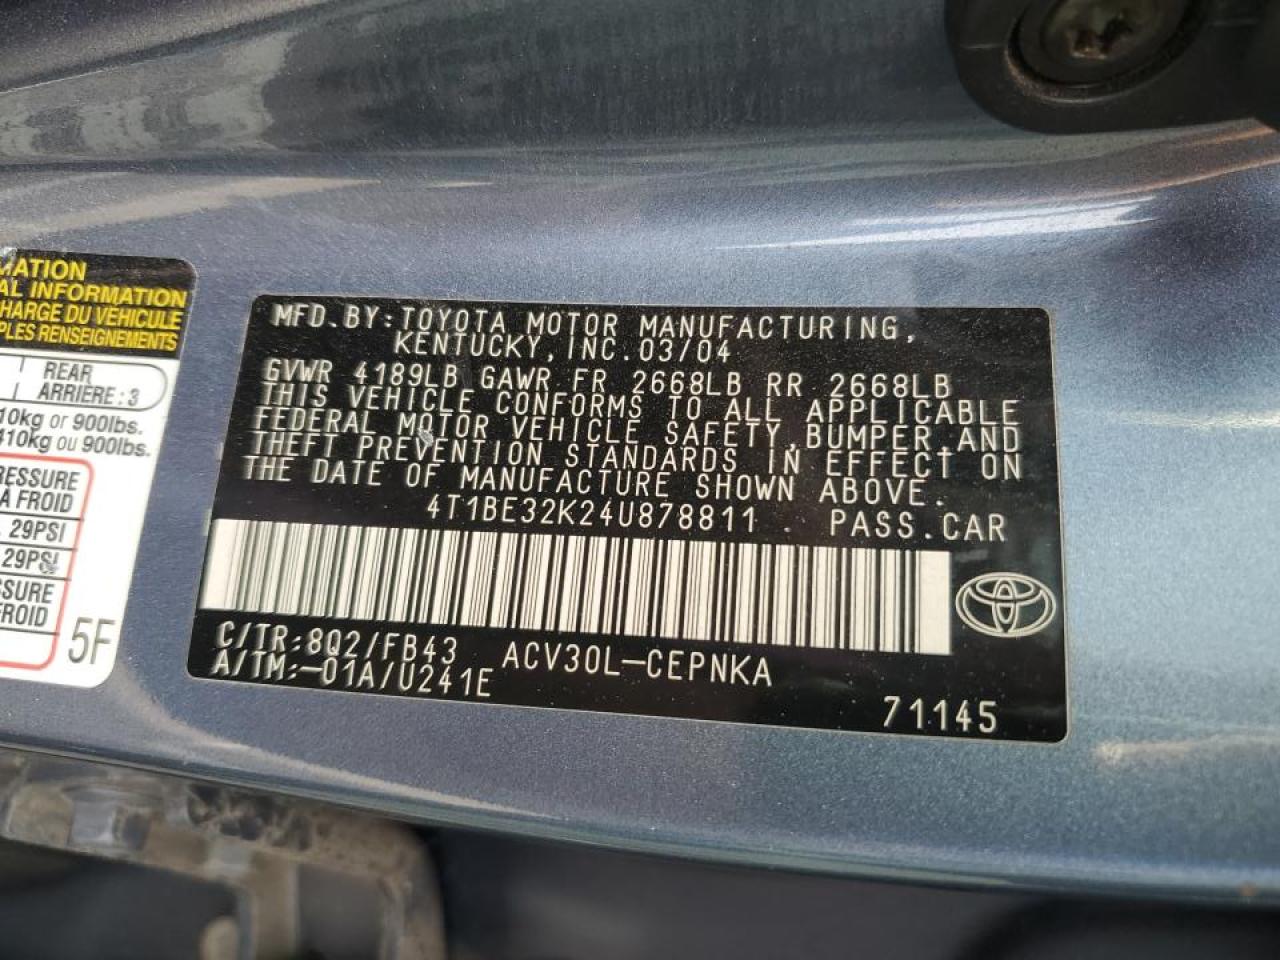 MATION
AL INFORMATION
HARGE DU VÉHICULE
PLES RENSEIGNEMENTS
REAR
ARRIÈRE : 3
10kg or 900lbs.
410kg ou 900lbs.
RESSURE
À FROID
29PSI
29PSI
SSURE
FROID
5F
MFD.BY:TOYOTA MOTOR MANUFACTURING,
KENTUCKY,INC.03/04
GVWR 4189LB GAWR FR 2668LB RR 2668LB
THIS VEHICLE CONFORMS TO ALL APPLICABLE
FEDERAL MOTOR VEHICLE SAFETY,BUMPER,AND
THEFT PREVENTION STANDARDS IN EFFECT ON
THE DATE OF MANUFACTURE SHOWN ABOVE.
4T1BE32K24U878811 PASS.CAR
C/TR:8Q2/FB43 ACV30L-CEPNKA
A/TM:-01A/U241E
71145